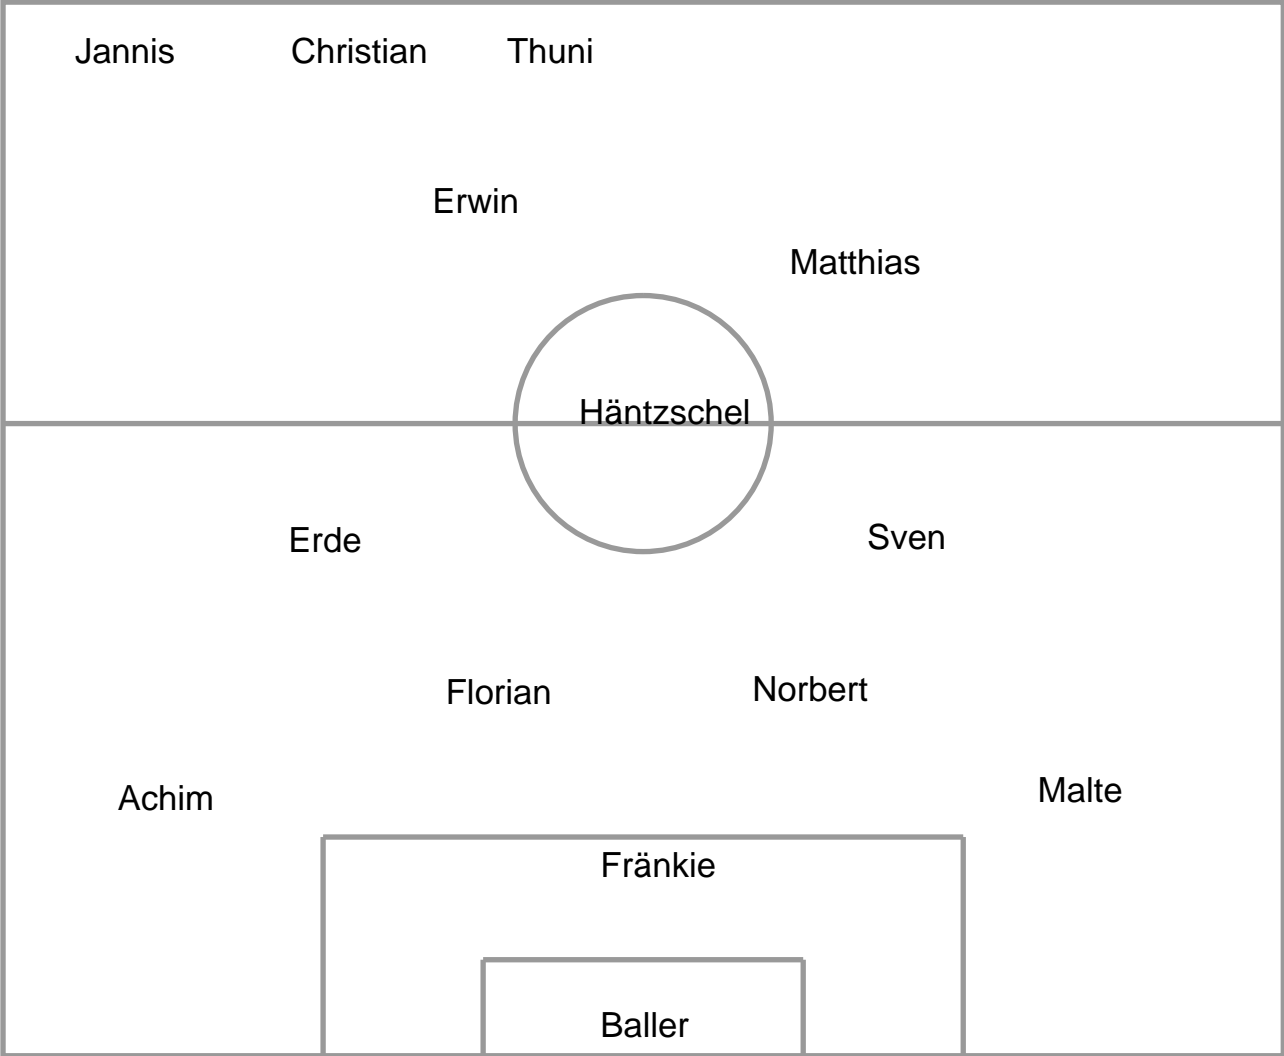 Jannis Christian Thuni
Erwin
Matthias
Häntzschel
Erde Sven
Florian Norbert
Achim Malte
Fränkie
Baller